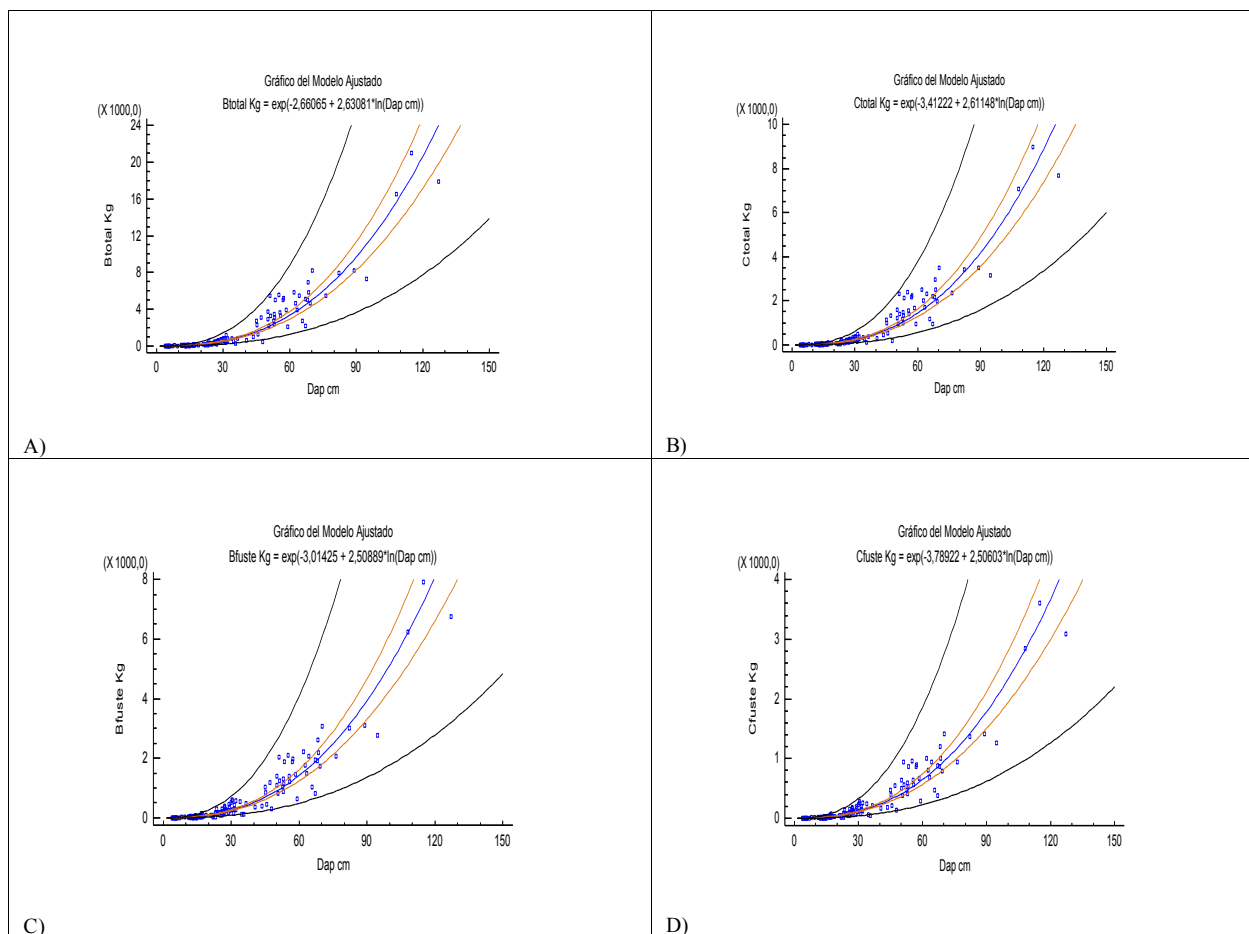 Gráfico del Modelo Ajustado
(X 1000,0)
Btotal Kg = exp(-2,66065 + 2,63081*ln(Dap cm))
24
20
16
12
8
4
0
Btotal Kg
0 30 60 90 120 150
Dap cm
A)
Gráfico del Modelo Ajustado
(X 1000,0)
Ctotal Kg = exp(-3,41222 + 2,61148*ln(Dap cm))
10
8
6
4
2
0
Ctotal Kg
0 30 60 90 120 150
Dap cm
B)
Gráfico del Modelo Ajustado
(X 1000,0)
Bfuste Kg = exp(-3,01425 + 2,50889*ln(Dap cm))
8
6
4
2
0
Bfuste Kg
0 30 60 90 120 150
Dap cm
C)
Gráfico del Modelo Ajustado
(X 1000,0)
Cfuste Kg = exp(-3,78922 + 2,50603*ln(Dap cm))
4
3
2
1
0
Cfuste Kg
0 30 60 90 120 150
Dap cm
D)